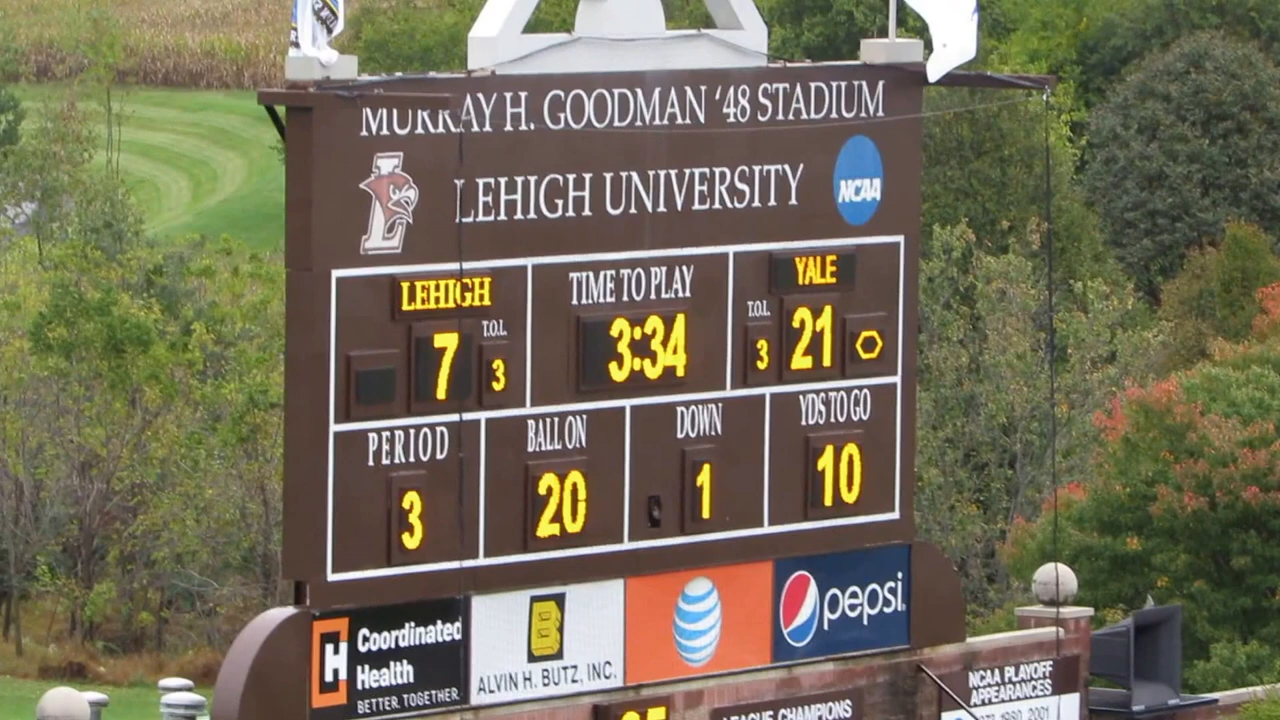 MURRAY H. GOODMAN '48 STADIUM
LEHIGH UNIVERSITY
NCAA
LEHIGH
7
T.O.L.
3
TIME TO PLAY
3:34
YALE
T.O.L.
3
21
PERIOD
3
BALL ON
20
DOWN
1
YDS TO GO
10
H
Coordinated
Health
BETTER. TOGETHER.
B
ALVIN H. BUTZ, INC.
pepsi
NCAA PLAYOFF
APPEARANCES
1980, 2001
LEAGUE CHAMPIONS